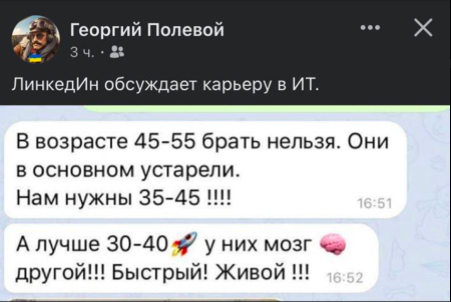 Георгий Полевой
3 ч.
ЛинкедИн обсуждает карьеру в ИТ.
В возрасте 45-55 брать нельзя. Они
в основном устарели.
Нам нужны 35-45 !!!!
16:51
А лучше 30-40🚀 у них мозг 🧠
другой!!! Быстрый! Живой !!!
16:52